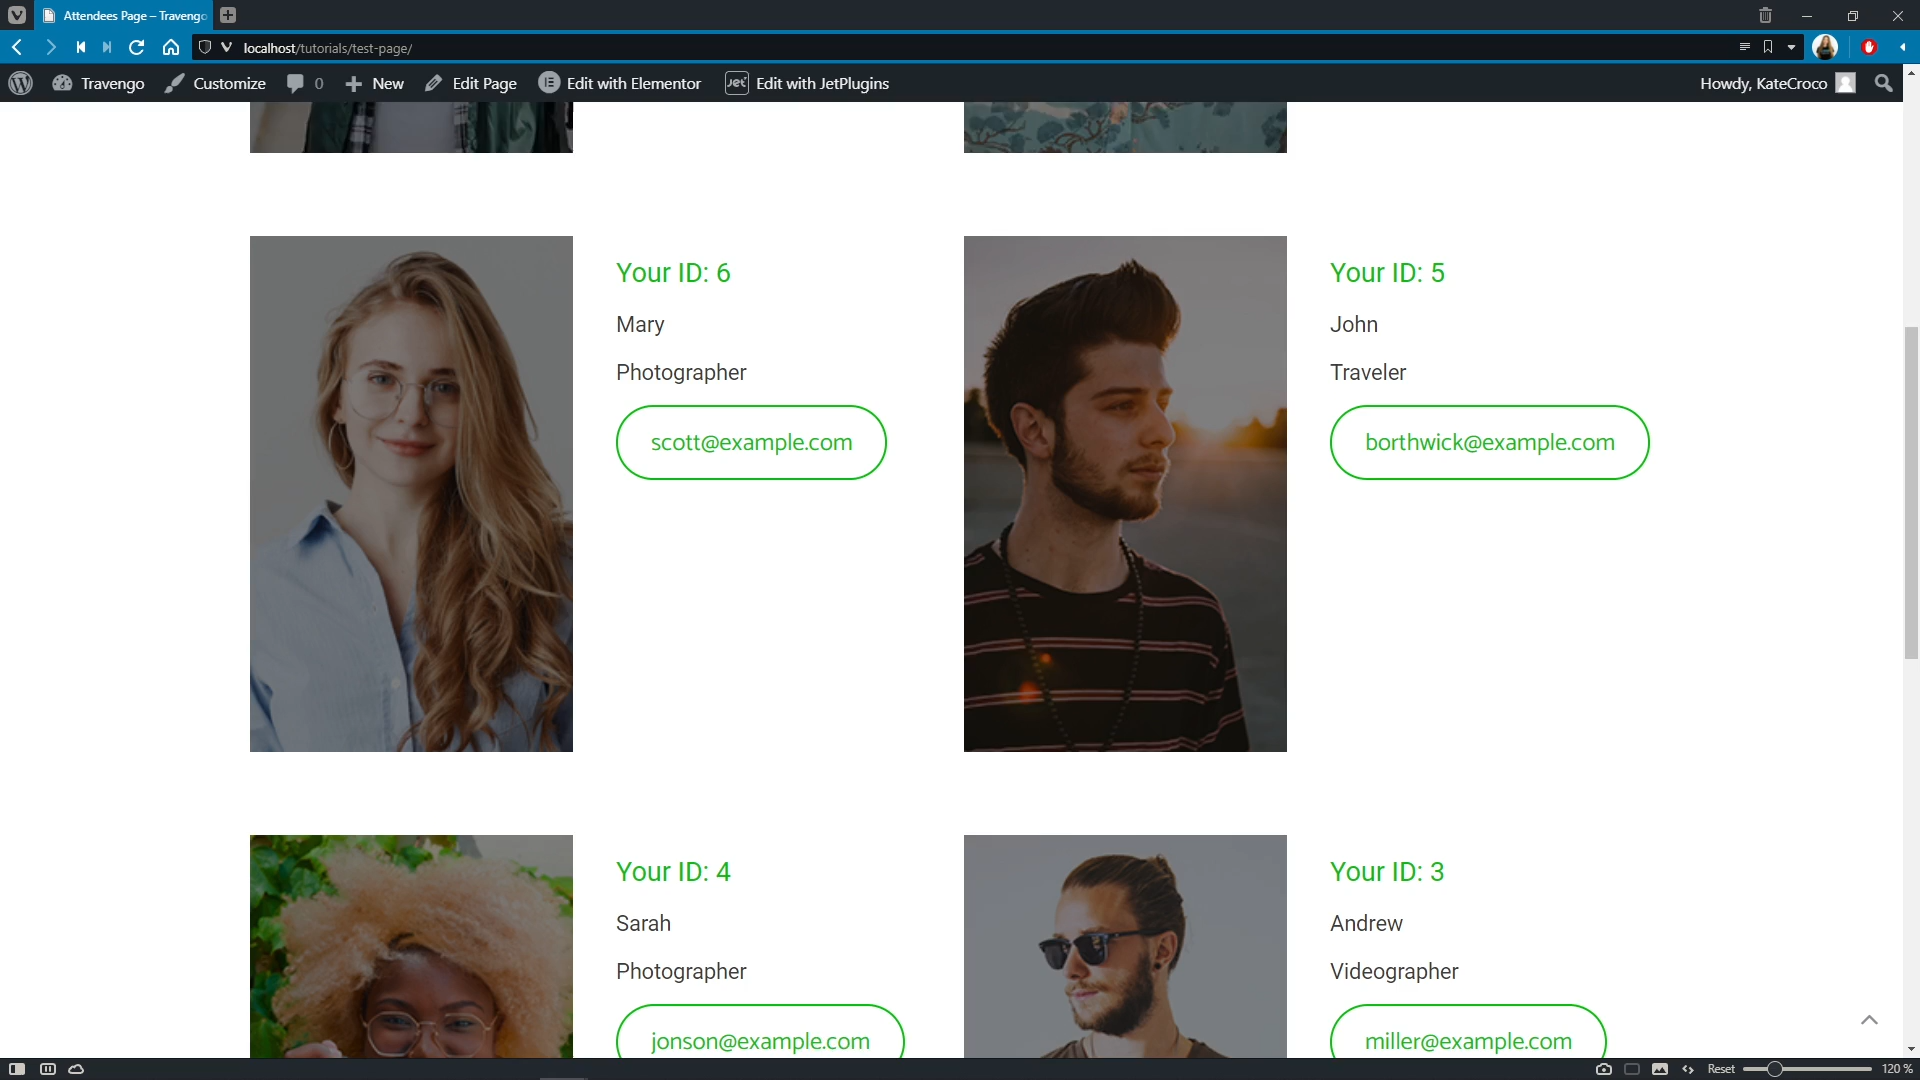 Attendees Page – Travengo
localhost/tutorials/test-page/
Travengo
Customize
0
New
Edit Page
Edit with Elementor
Jet
Edit with JetPlugins
Howdy, KateCroco
Your ID: 6
Mary
Photographer
scott@example.com
Your ID: 5
John
Traveler
borthwick@example.com
Your ID: 4
Sarah
Photographer
jonson@example.com
Your ID: 3
Andrew
Videographer
miller@example.com
Reset
120 %